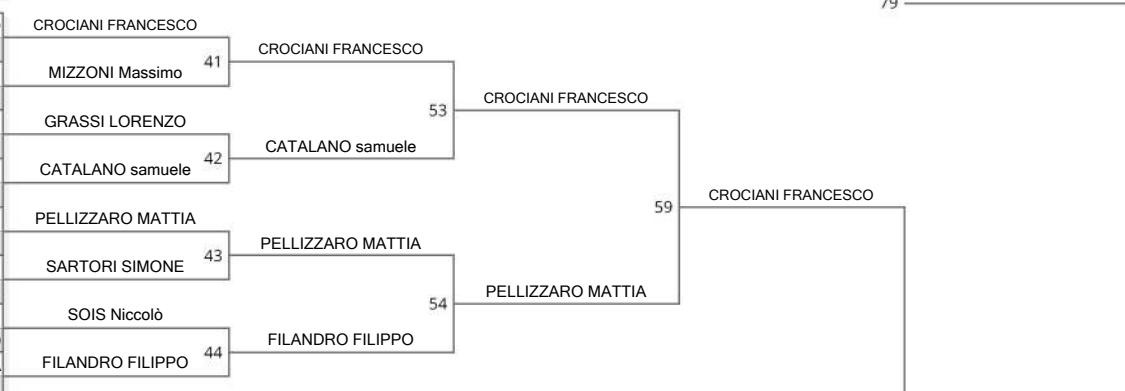 79
CROCIANI FRANCESCO
41
MIZZONI Massimo
CROCIANI FRANCESCO
GRASSI LORENZO
42
CATALANO samuele
CATALANO samuele
53
CROCIANI FRANCESCO
PELLIZZARO MATTIA
43
SARTORI SIMONE
PELLIZZARO MATTIA
SOIS Niccolò
44
FILANDRO FILIPPO
FILANDRO FILIPPO
54
PELLIZZARO MATTIA
59
CROCIANI FRANCESCO